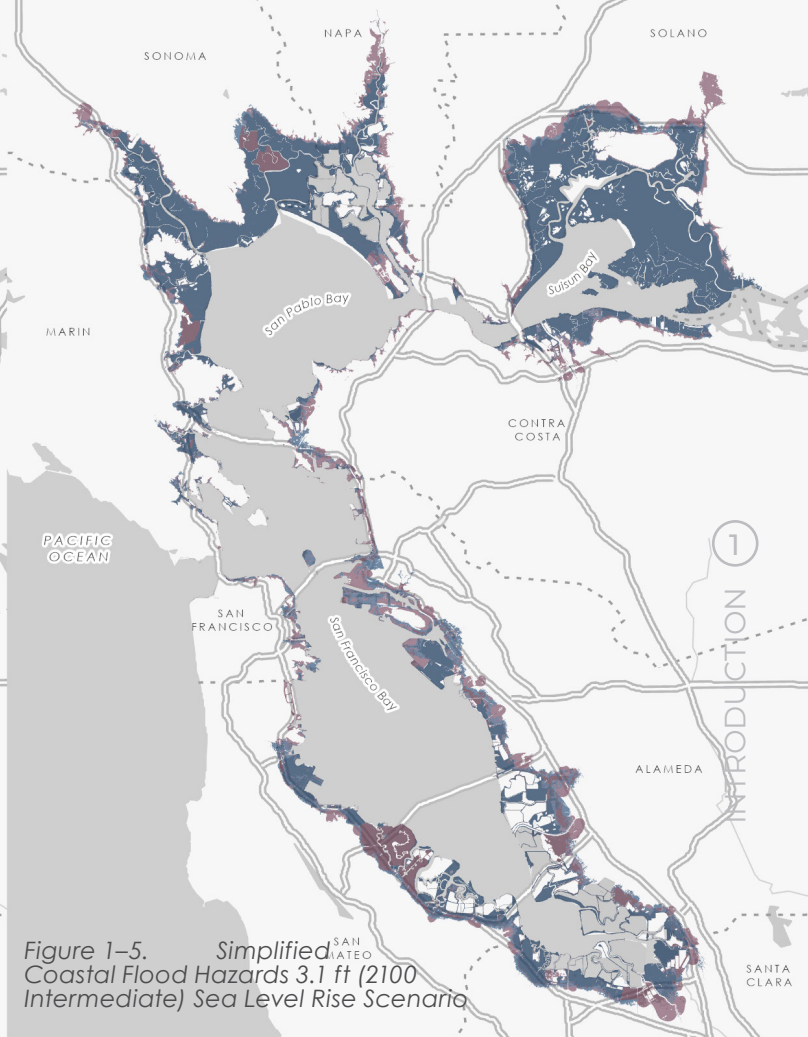 NAPA
SOLANO
SONOMA
San Pablo Bay
Suisun Bay
MARIN
CONTRA
COSTA
PACIFIC
OCEAN
1
INTRODUCTION
SAN
FRANCISCO
San Francisco Bay
ALAMEDA
SAN
MATEO
SANTA
CLARA
Figure 1–5. Simplified
Coastal Flood Hazards 3.1 ft (2100
Intermediate) Sea Level Rise Scenario